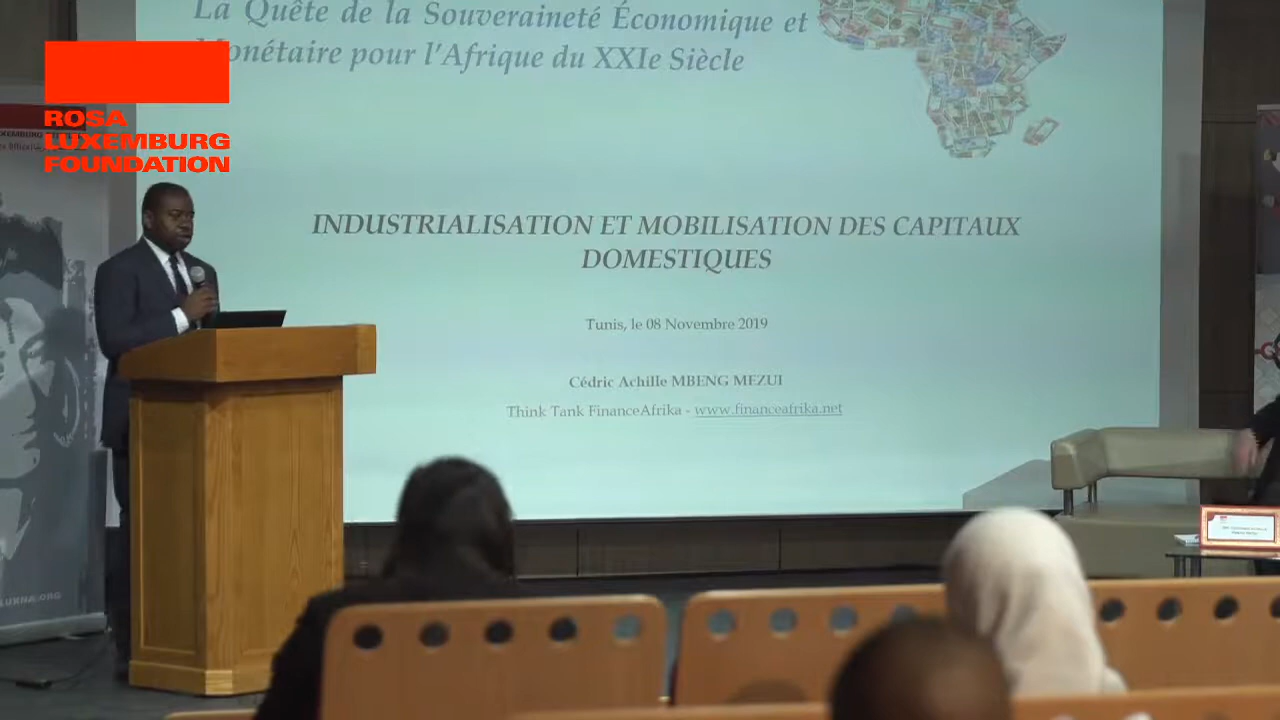 La Quête de la Souveraineté Économique et
Monétaire pour l'Afrique du XXIe Siècle
ROSA
LUXEMBURG
FOUNDATION
INDUSTRIALISATION ET MOBILISATION DES CAPITAUX
DOMESTIQUES
Tunis, le 08 Novembre 2019
Cédric Achille MBENG MEZUI
Think Tank FinanceAfrika - www.financeafrika.net